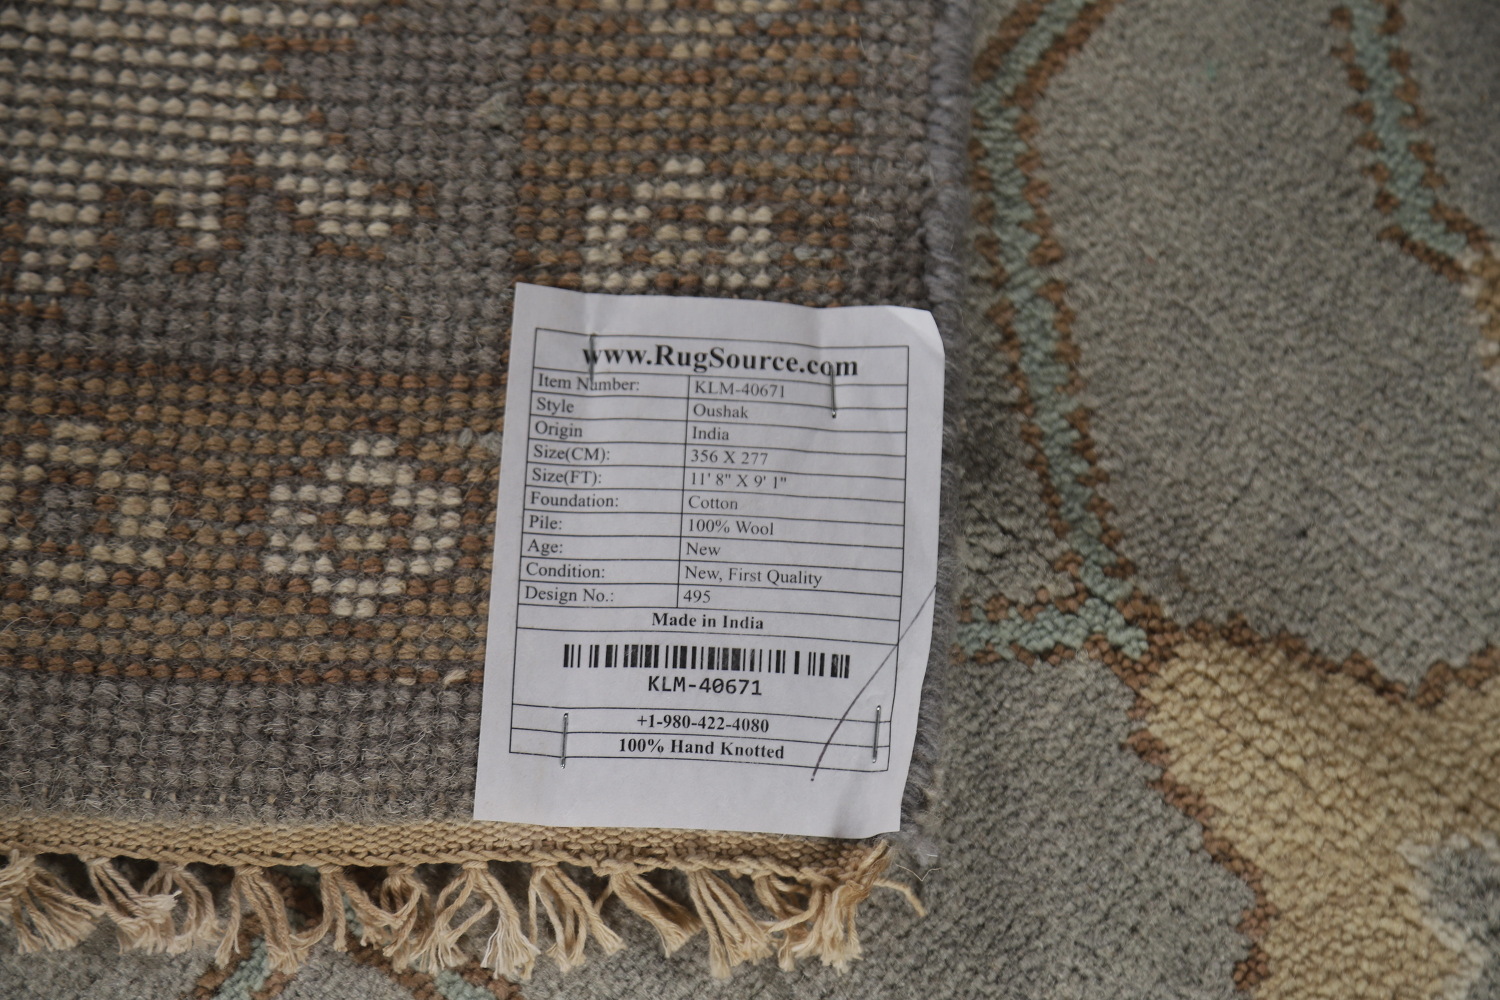 www.RugSource.com
Item Number: KLM-40671
Style Oushak
Origin India
Size(CM): 356 X 277
Size(FT): 11' 8" X 9' 1"
Foundation: Cotton
Pile: 100% Wool
Age: New
Condition: New, First Quality
Design No.: 495
Made in India
KLM-40671
+1-980-422-4080
100% Hand Knotted